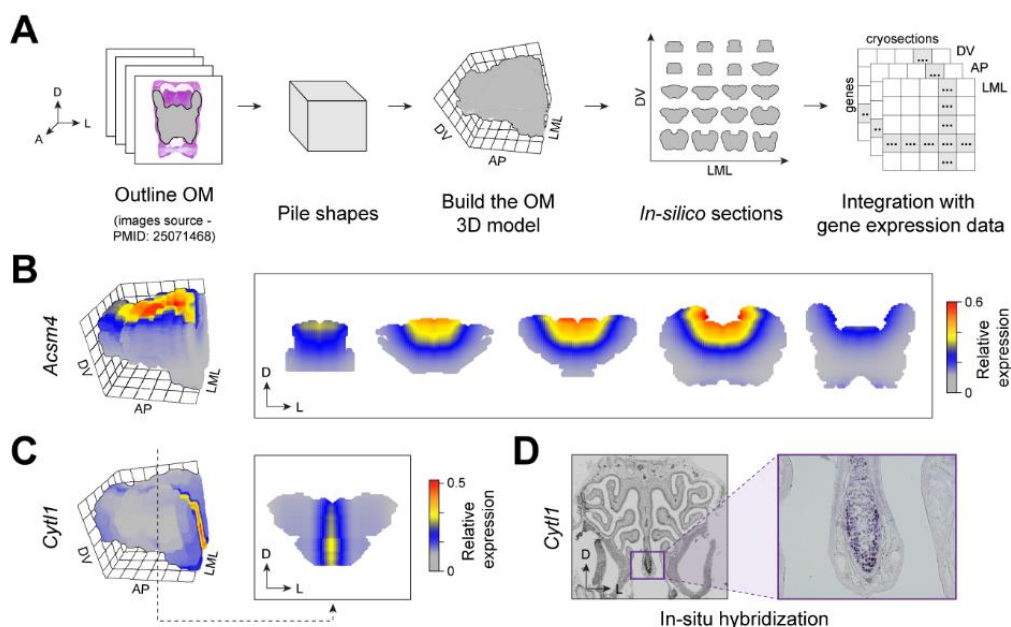 A
D
L
A
Outline OM
(images source -
PMID: 25071468)
Pile shapes
DV
AP
LML
Build the OM
3D model
DV
LML
In-silico sections
cryosections
DV
AP
LML
genes
Integration with
gene expression data
B
Acsm4
DV
AP
LML
D
L
0.6
0
Relative
expression
C
Cytl1
DV
AP
LML
D
L
0.5
0
Relative
expression
D
Cytl1
D
L
In-situ hybridization